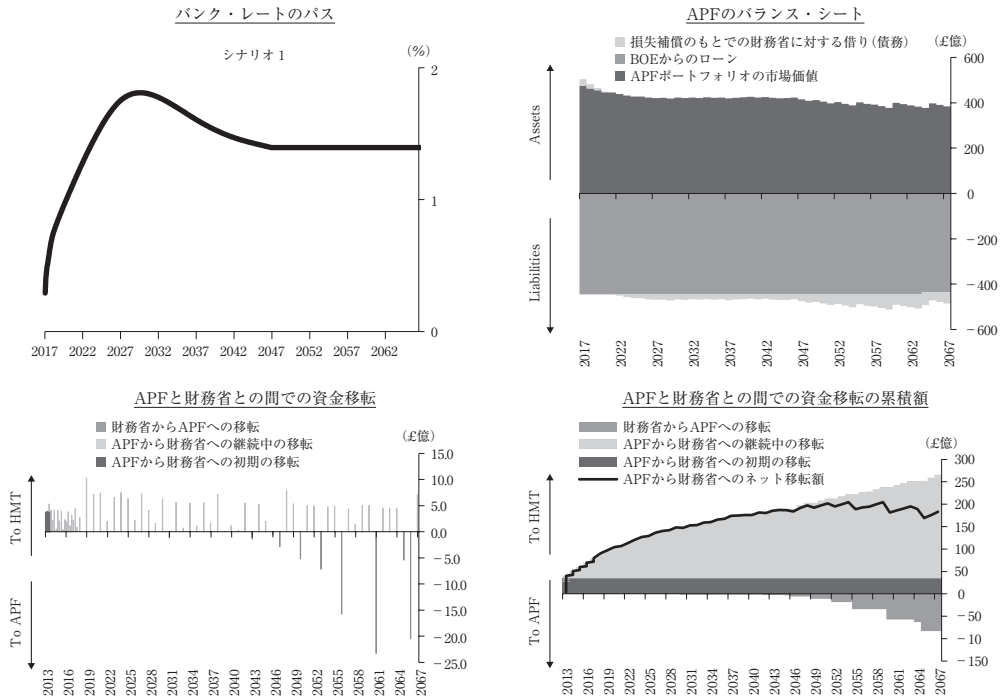 バンク・レートのパス
シナリオ 1
(%)
2
1
0
2017 2022 2027 2032 2037 2042 2047 2052 2057 2062
APFのバランス・シート
損失補償のもとでの財務省に対する借り(債務)
BOEからのローン
APFポートフォリオの市場価値
(£億)
600
400
200
0
−200
−400
−600
Assets
Liabilities
2017 2022 2027 2032 2037 2042 2047 2052 2057 2062 2067
APFと財務省との間での資金移転
財務省からAPFへの移転
APFから財務省への継続中の移転
APFから財務省への初期の移転
(£億)
15.0
10.0
5.0
0.0
−5.0
−10.0
−15.0
−20.0
−25.0
To HMT
To APF
2013 2016 2019 2022 2025 2028 2031 2034 2037 2040 2043 2046 2049 2052 2055 2058 2061 2064 2067
APFと財務省との間での資金移転の累積額
財務省からAPFへの移転
APFから財務省への継続中の移転
APFから財務省への初期の移転
APFから財務省へのネット移転額
(£億)
300
250
200
150
100
50
0
−50
−100
−150
To HMT
To APF
2013 2016 2019 2022 2025 2028 2031 2034 2037 2040 2043 2046 2049 2052 2055 2058 2061 2064 2067